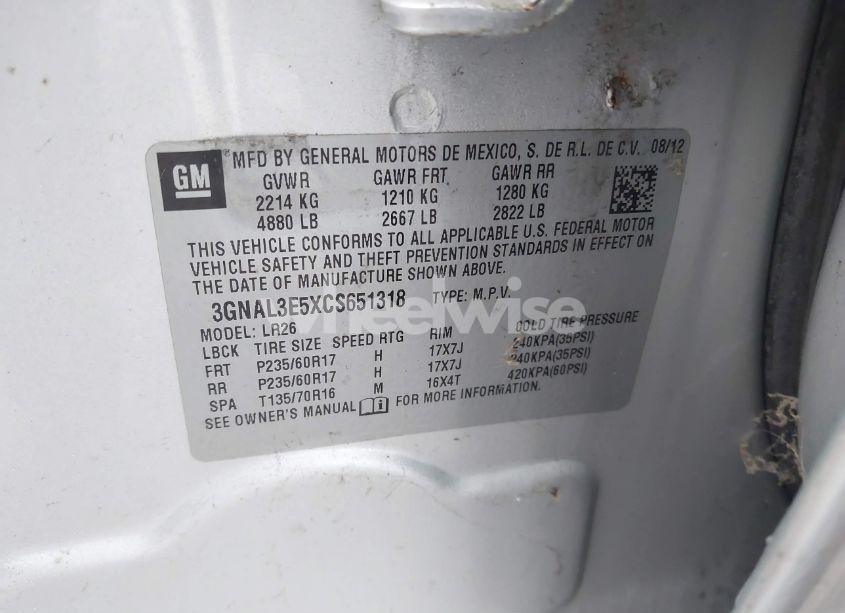 GM ® MFD BY GENERAL MOTORS DE MEXICO, S. DE R.L. DE C.V. 08/12
GVWR GAWR FRT GAWR RR
2214 KG 1210 KG 1280 KG
4880 LB 2667 LB 2822 LB
THIS VEHICLE CONFORMS TO ALL APPLICABLE U.S. FEDERAL MOTOR
VEHICLE SAFETY AND THEFT PREVENTION STANDARDS IN EFFECT ON
THE DATE OF MANUFACTURE SHOWN ABOVE.
3GNAL3E5XCS651318 TYPE: M.P.V.
MODEL: LR26
LBCK TIRE SIZE SPEED RTG RIM COLD TIRE PRESSURE
FRT P235/60R17 H 17X7J 240KPA(35PSI)
RR P235/60R17 H 17X7J 240KPA(35PSI)
SPA T135/70R16 M 16X4T 420KPA(60PSI)
SEE OWNER'S MANUAL FOR MORE INFORMATION.
wheelwise